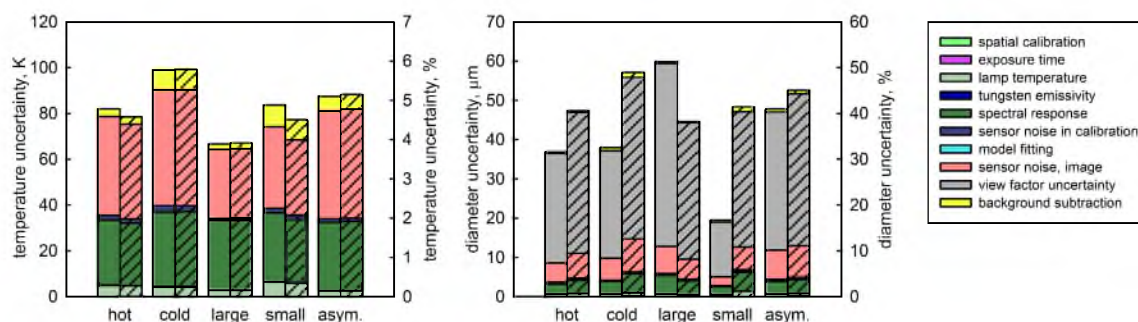 120
100
80
60
40
20
0
temperature uncertainty, K
7
6
5
4
3
2
1
0
temperature uncertainty, %
hot cold large small asym.
70
60
50
40
30
20
10
0
diameter uncertainty, μm
60
50
40
30
20
10
0
diameter uncertainty, %
hot cold large small asym.
spatial calibration
exposure time
lamp temperature
tungsten emissivity
spectral response
sensor noise in calibration
model fitting
sensor noise, image
view factor uncertainty
background subtraction